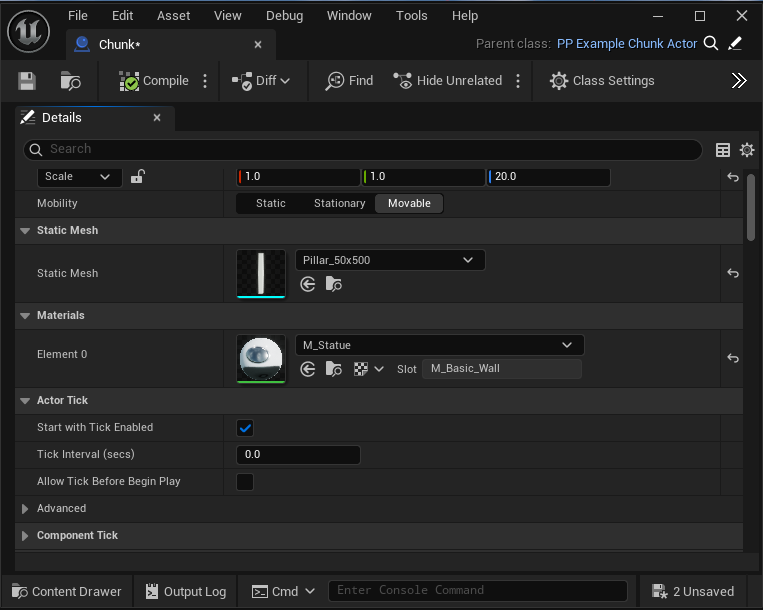 File Edit Asset View Debug Window Tools Help
Chunk*
Parent class: PP Example Chunk Actor
Compile Diff Find Hide Unrelated Class Settings
Details
Search
Scale 1.0 1.0 20.0
Mobility Static Stationary Movable
Static Mesh
Static Mesh Pillar_50x500
Materials
Element 0 M_Statue
Slot M_Basic_Wall
Actor Tick
Start with Tick Enabled
Tick Interval (secs) 0.0
Allow Tick Before Begin Play
Advanced
Component Tick
Content Drawer Output Log Cmd Enter Console Command 2 Unsaved